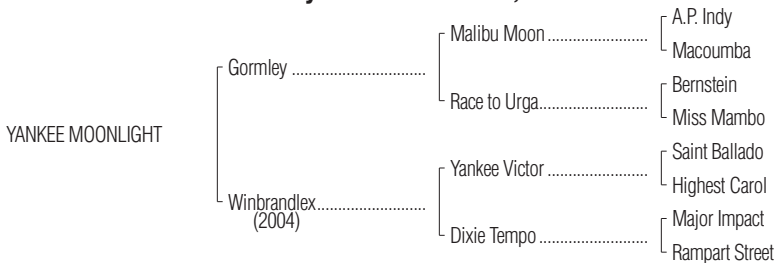 A.P. Indy
Malibu Moon
Macoumba
Gormley
Bernstein
Race to Urga
Miss Mambo
YANKEE MOONLIGHT
Saint Ballado
Yankee Victor
Highest Carol
Winbrandlex
(2004)
Major Impact
Dixie Tempo
Rampart Street